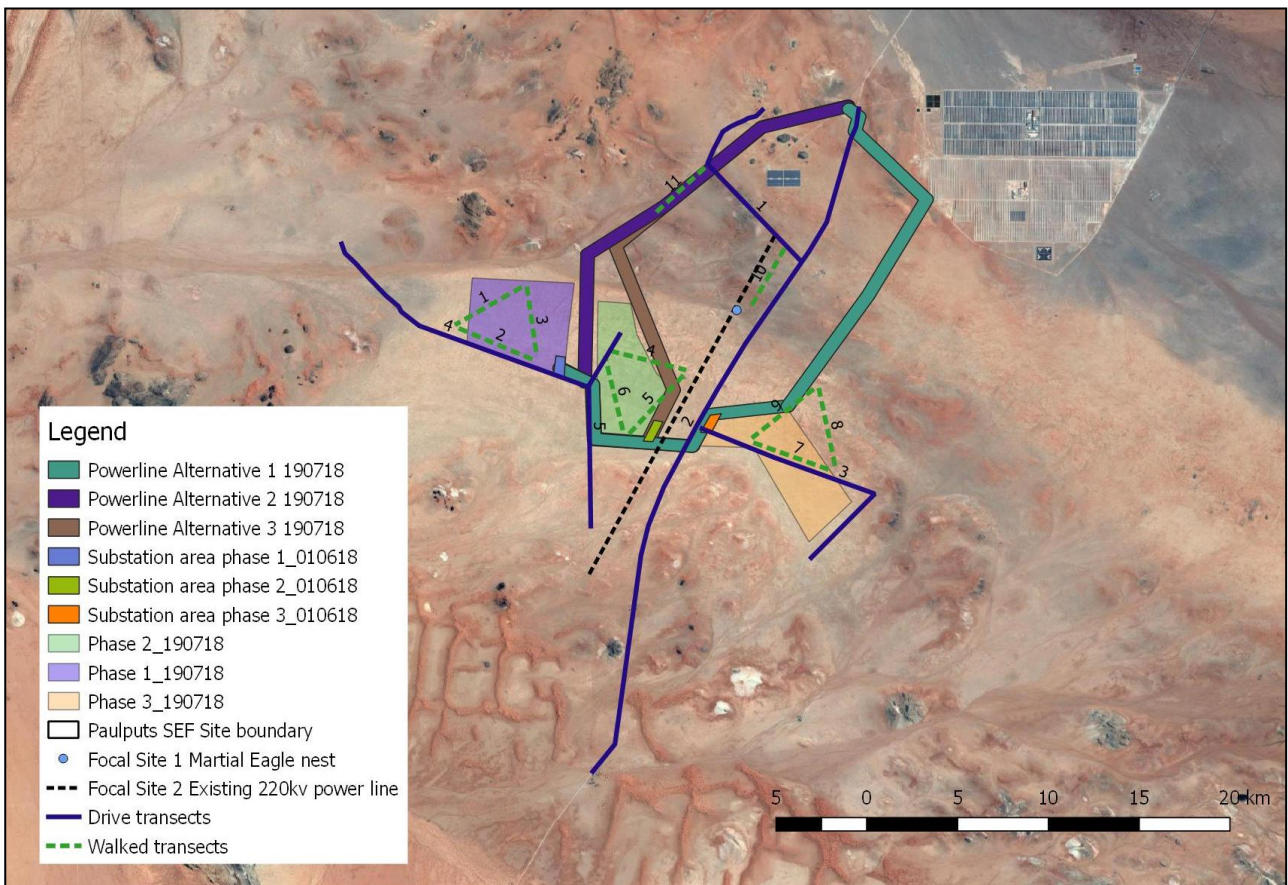 11
1
10
1
3
4
2
4
6
5
5
2
9
8
7
3
Legend
Powerline Alternative 1 190718
Powerline Alternative 2 190718
Powerline Alternative 3 190718
Substation area phase 1_010618
Substation area phase 2_010618
Substation area phase 3_010618
Phase 2_190718
Phase 1_190718
Phase 3_190718
Paulputs SEF Site boundary
Focal Site 1 Martial Eagle nest
Focal Site 2 Existing 220kv power line
Drive transects
Walked transects
5 0 5 10 15 20 km